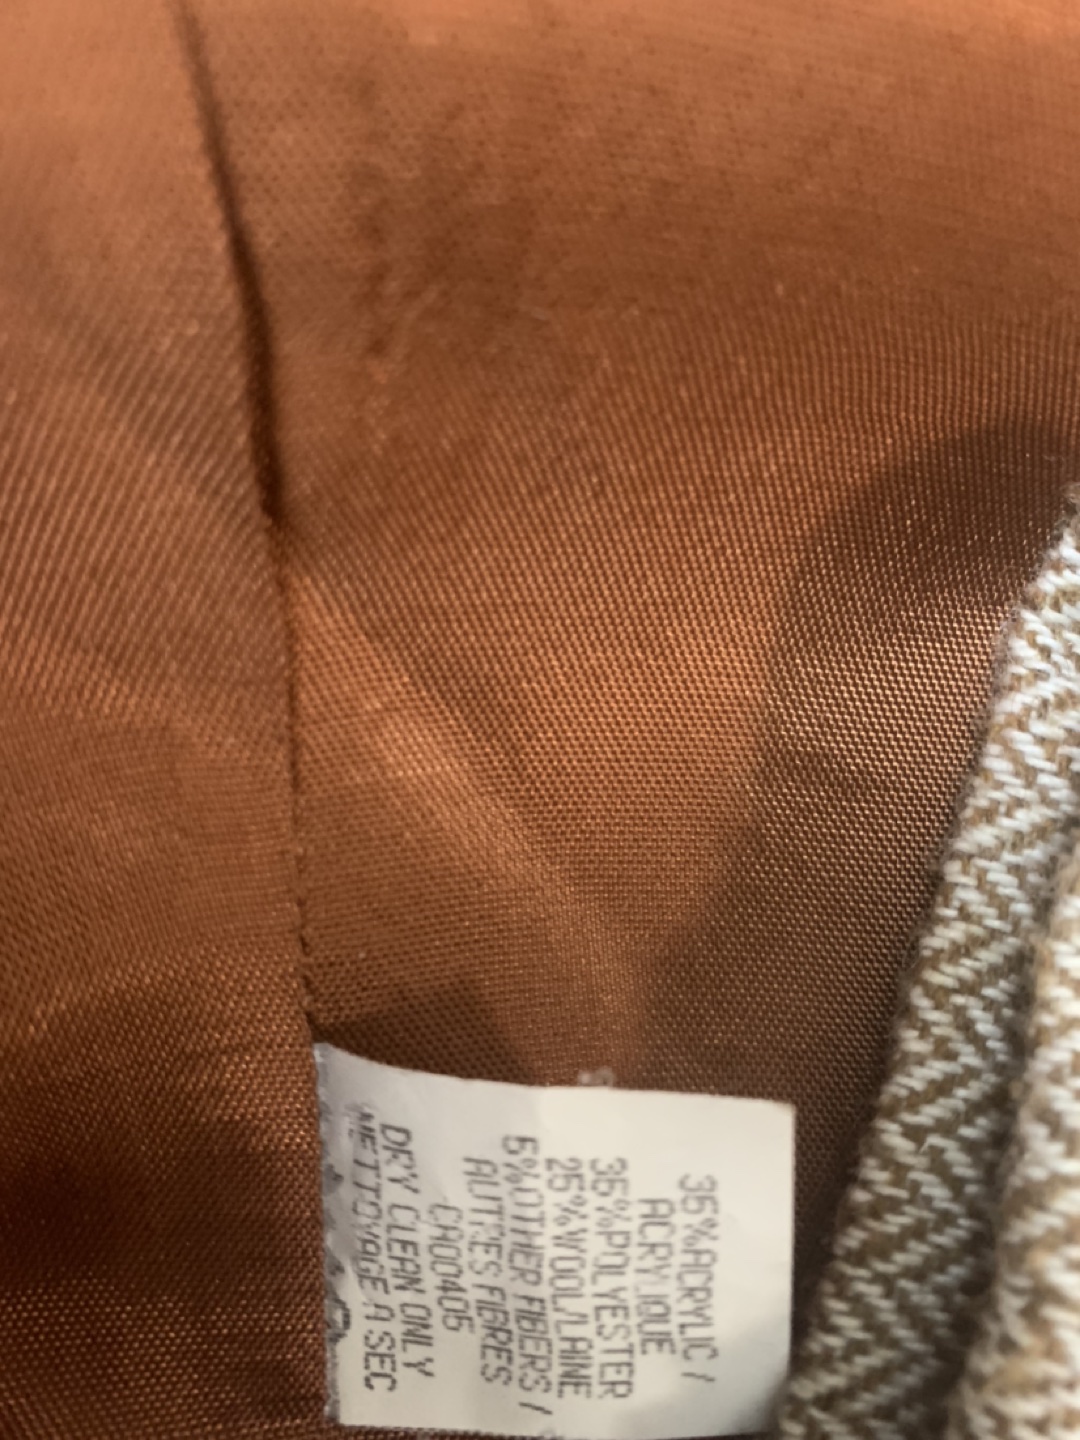 35%ACRYLIC /
ACRYLIQUE
35%POLYESTER
25%WOOL/LAINE
5%OTHER FIBERS /
AUTRES FIBRES
CA00405
DRY CLEAN ONLY
NETTOYAGE A SEC